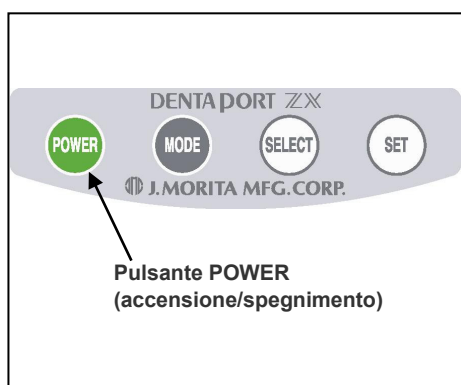 DENTAPORT ZX
POWER MODE SELECT SET
J.MORITA MFG.CORP.
Pulsante POWER
(accensione/spegnimento)